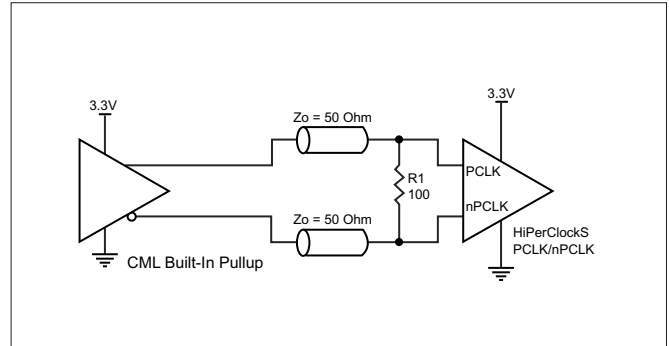 3.3V
3.3V
Zo = 50 Ohm
R1
100
PCLK
nPCLK
Zo = 50 Ohm
HiPerClockS
PCLK/nPCLK
CML Built-In Pullup